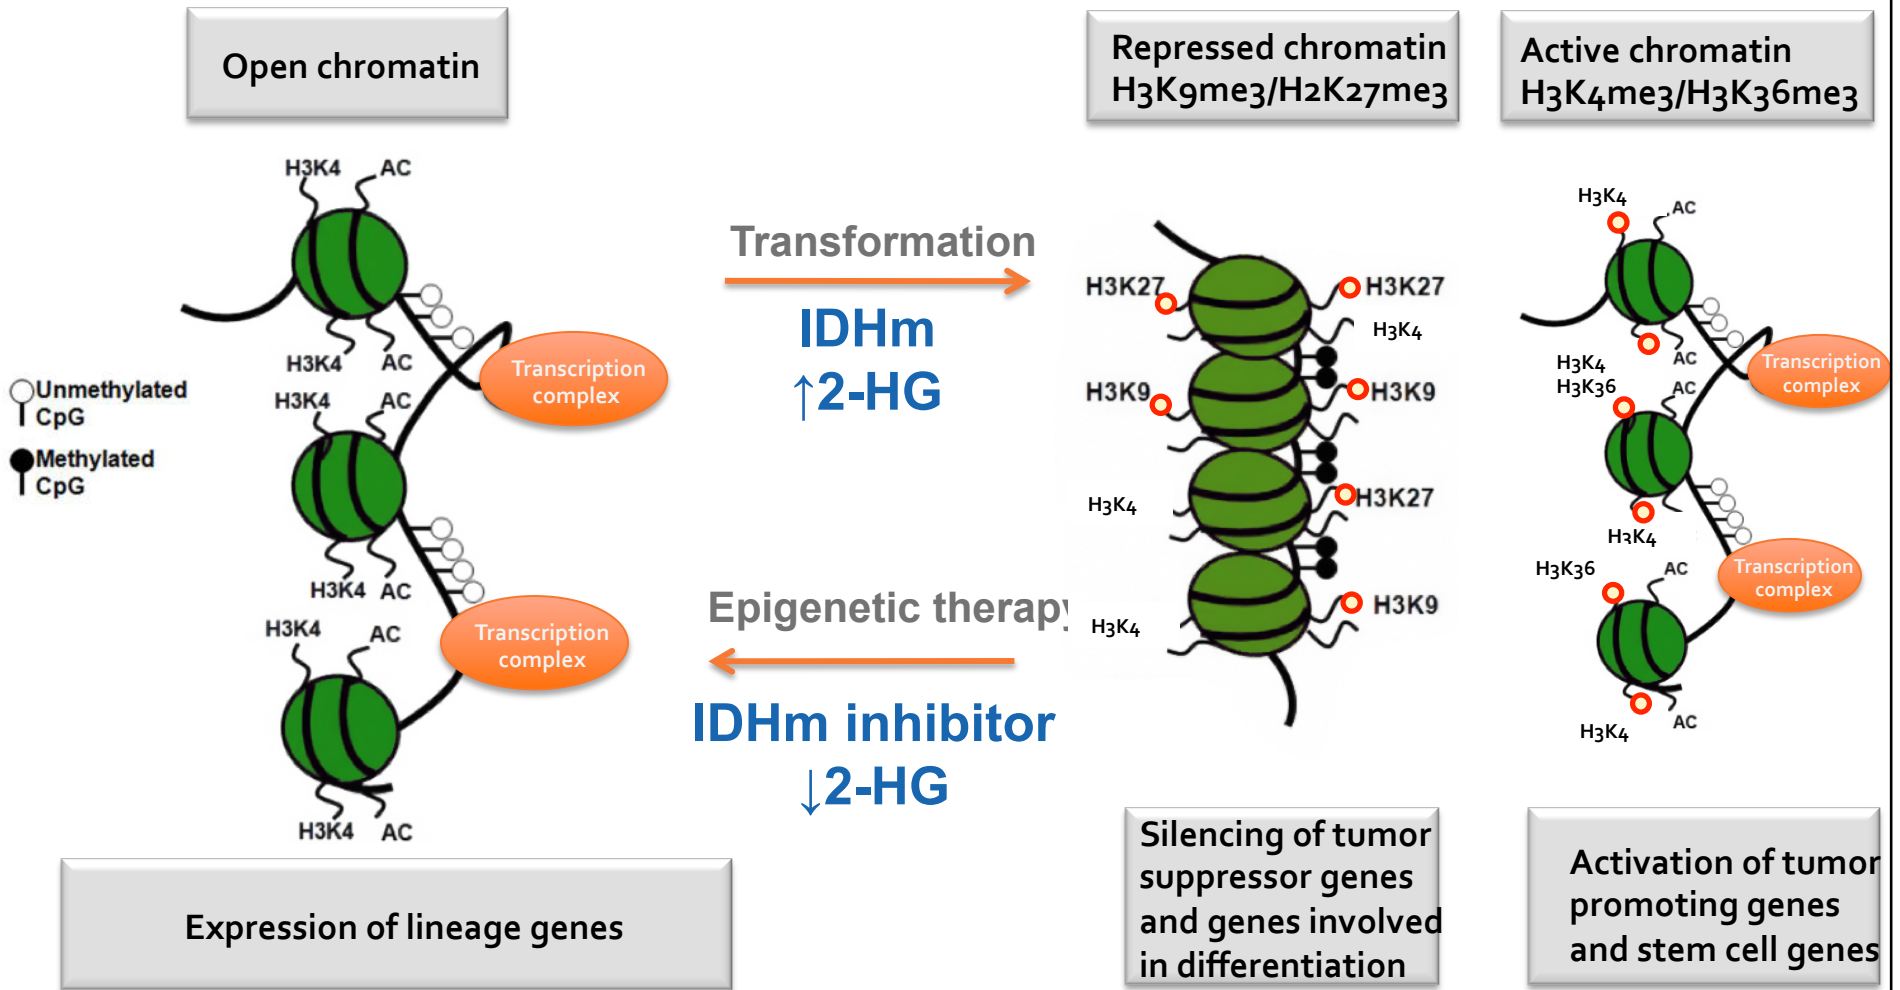 Open chromatin
Repressed chromatin
H3K9me3/H2K27me3
Active chromatin
H3K4me3/H3K36me3
H3K4
AC
H3K4
AC
Transcription
complex
H3K4
AC
H3K4
AC
Transcription
complex
H3K4
AC
H3K4
AC
Unmethylated
CpG
Methylated
CpG
Transformation
IDHm
↑2-HG
Epigenetic therapy
IDHm inhibitor
↓2-HG
H3K27
H3K27
H3K4
H3K9
H3K9
H3K4
H3K27
H3K4
H3K9
H3K4
AC
H3K4
AC
H3K36
AC
Transcription
complex
H3K4
H3K36
AC
Transcription
complex
H3K4
AC
Expression of lineage genes
Silencing of tumor
suppressor genes
and genes involved
in differentiation
Activation of tumor
promoting genes
and stem cell genes